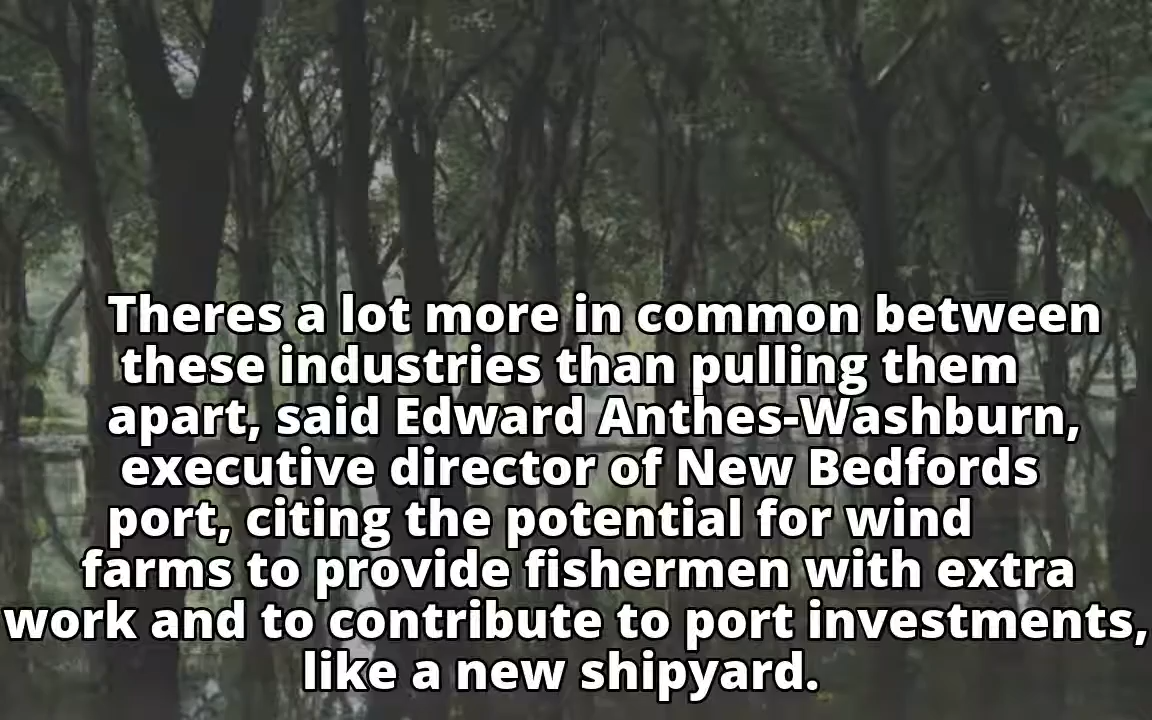 Theres a lot more in common between
these industries than pulling them
apart, said Edward Anthes-Washburn,
executive director of New Bedfords
port, citing the potential for wind
farms to provide fishermen with extra
work and to contribute to port investments,
like a new shipyard.